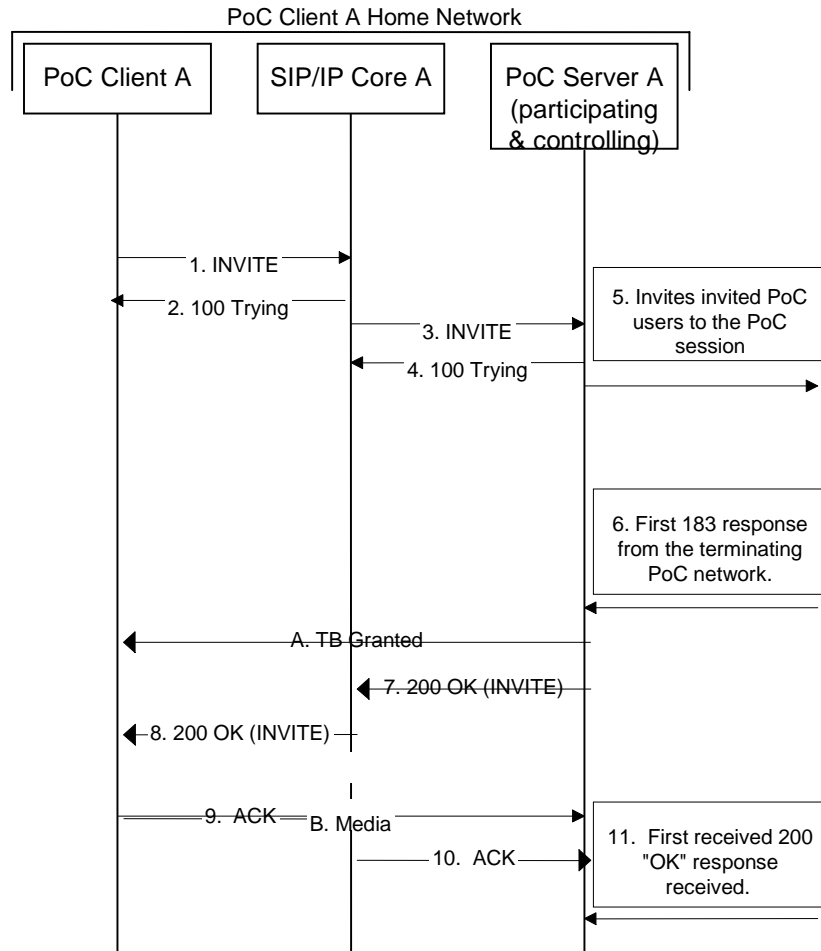 PoC Client A Home Network
PoC Client A
SIP/IP Core A
PoC Server A
(participating
& controlling)
1. INVITE
2. 100 Trying
3. INVITE
4. 100 Trying
5. Invites invited PoC
users to the PoC
session
6. First 183 response
from the terminating
PoC network.
A. TB Granted
7. 200 OK (INVITE)
8. 200 OK (INVITE)
9. ACK
B. Media
10. ACK
11. First received 200
"OK" response
received.